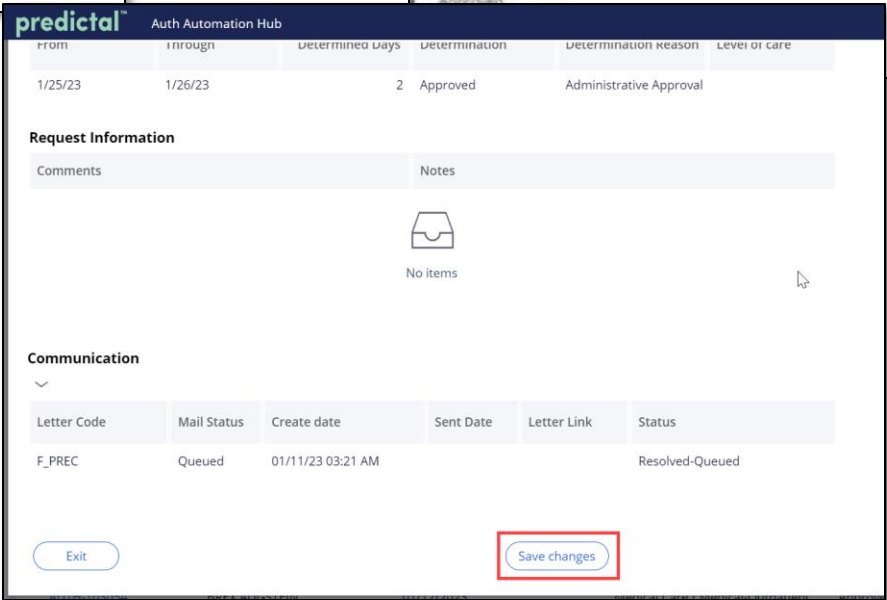 predictal™ Auth Automation Hub
From Through Determined Days Determination Determination Reason Level of care
1/25/23 1/26/23 2 Approved Administrative Approval
Request Information
Comments Notes
No items
Communication
Letter Code Mail Status Create date Sent Date Letter Link Status
F_PREC Queued 01/11/23 03:21 AM Resolved-Queued
Exit Save changes